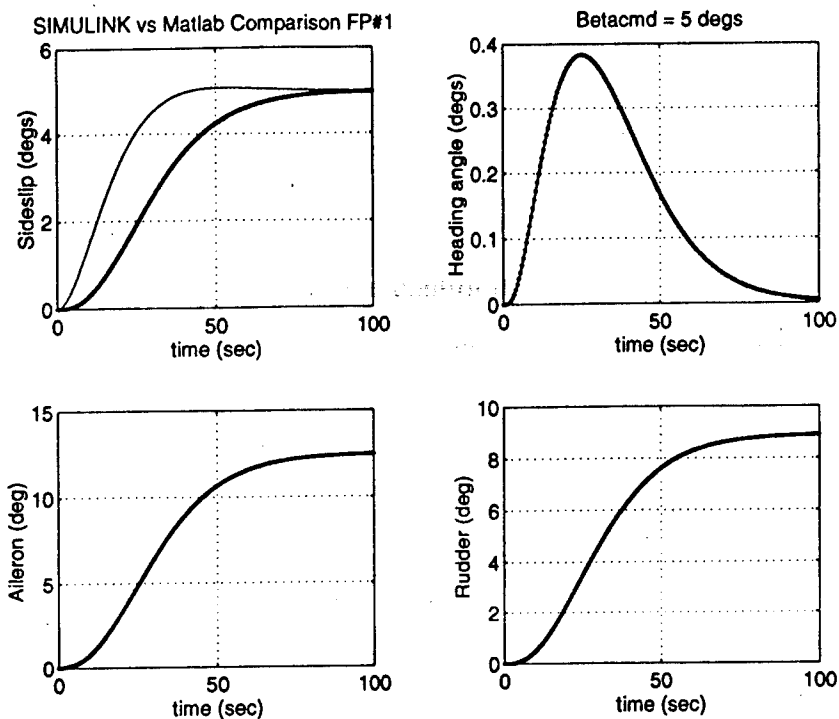 SIMULINK vs Matlab Comparison FP#1
6
4
2
0
Sideslip (degs)
0 50 100
time (sec)
Betacmd = 5 degs
0.4
0.3
0.2
0.1
0
Heading angle (degs)
0 50 100
time (sec)
15
10
5
0
Aileron (deg)
0 50 100
time (sec)
10
8
6
4
2
0
Rudder (deg)
0 50 100
time (sec)